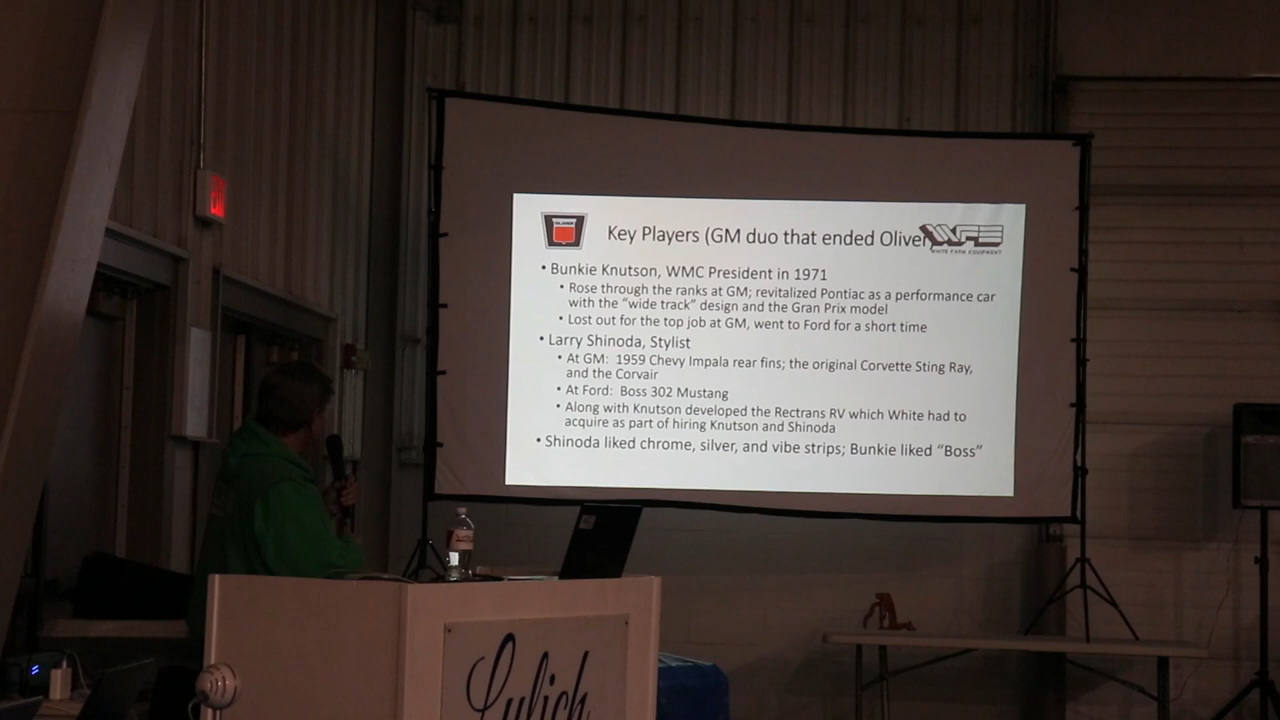 OLIVER
Key Players (GM duo that ended Oliver)
WFE
WHITE FARM EQUIPMENT
• Bunkie Knutson, WMC President in 1971
• Rose through the ranks at GM; revitalized Pontiac as a performance car
with the “wide track” design and the Gran Prix model
• Lost out for the top job at GM, went to Ford for a short time
• Larry Shinoda, Stylist
• At GM: 1959 Chevy Impala rear fins; the original Corvette Sting Ray,
and the Corvair
• At Ford: Boss 302 Mustang
• Along with Knutson developed the Rectrans RV which White had to
acquire as part of hiring Knutson and Shinoda
• Shinoda liked chrome, silver, and vibe strips; Bunkie liked “Boss”